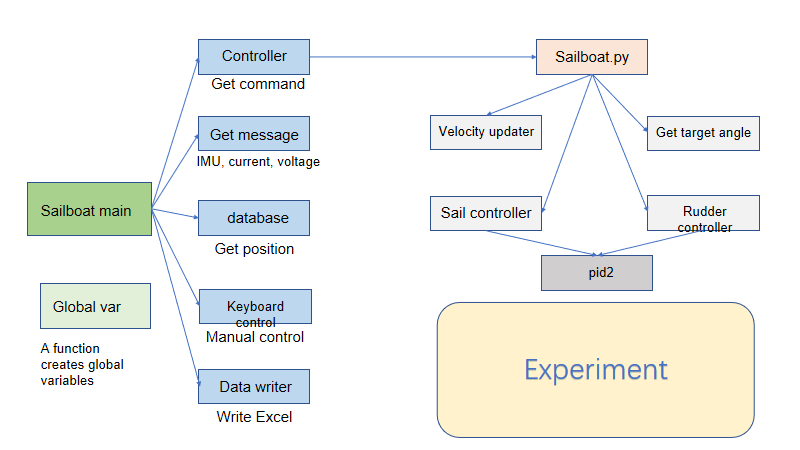 Controller
Get command
Sailboat.py
Get message
IMU, current, voltage
Velocity updater
Get target angle
Sailboat main
database
Get position
Sail controller
Rudder
controller
pid2
Global var
A function
creates global
variables
Keyboard
control
Manual control
Data writer
Write Excel
Experiment